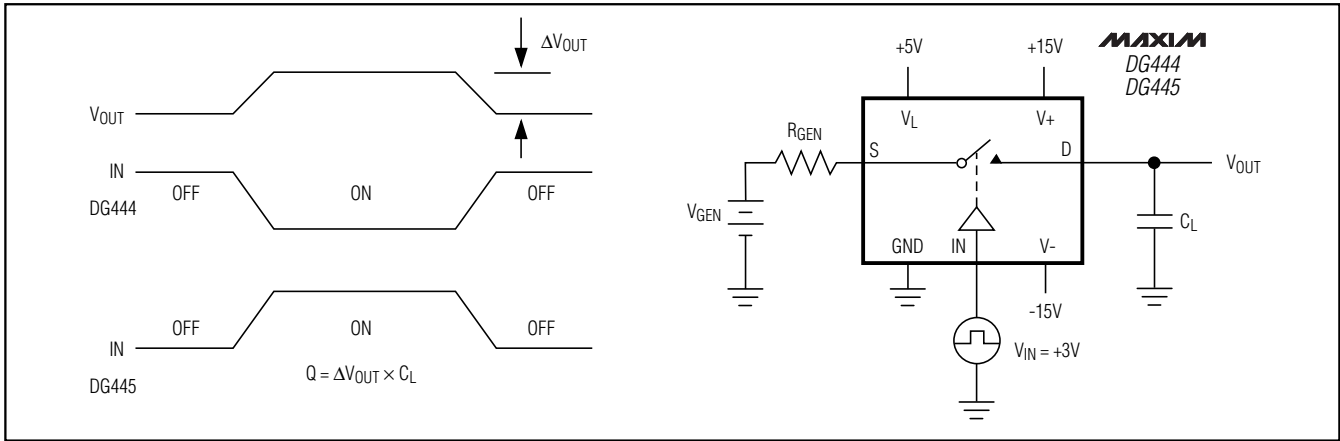 ΔVOUT
VOUT
IN
DG444
OFF
ON
OFF
IN
DG445
OFF
ON
OFF
Q = ΔVOUT × CL
MAXIM
DG444
DG445
+5V
+15V
VL
V+
RGEN
S
D
VOUT
VGEN
CL
GND
IN
V-
-15V
VIN = +3V